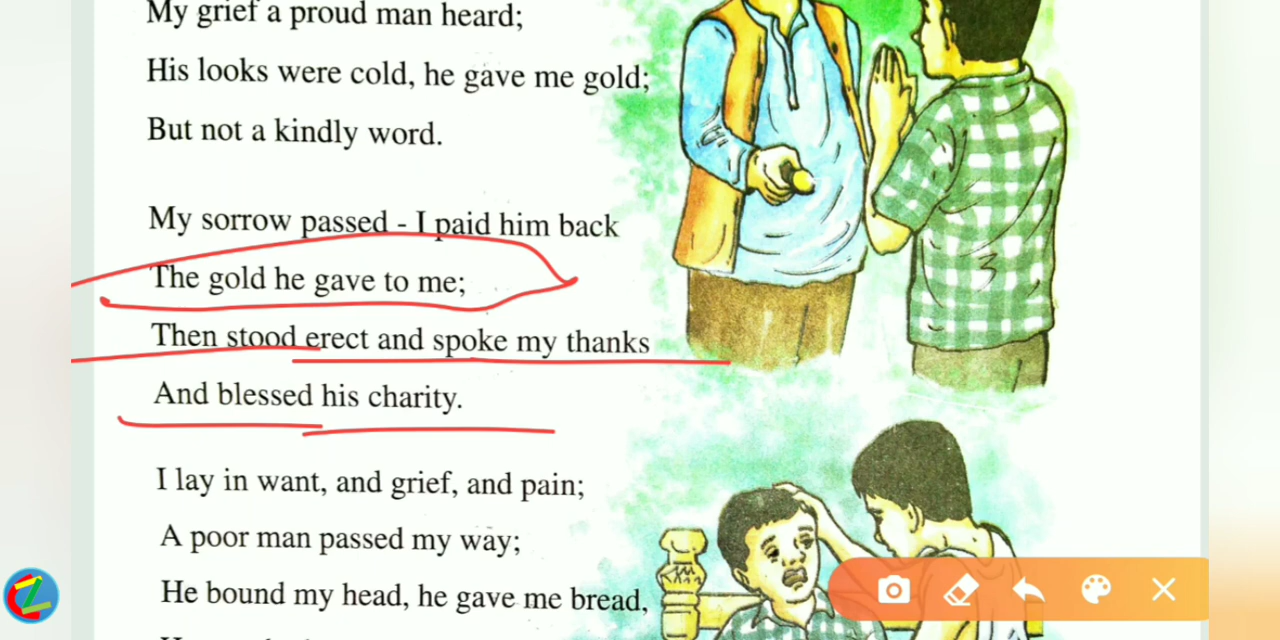 My grief a proud man heard;
His looks were cold, he gave me gold;
But not a kindly word.
My sorrow passed - I paid him back
The gold he gave to me;
Then stood erect and spoke my thanks
And blessed his charity.
I lay in want, and grief, and pain;
A poor man passed my way;
He bound my head, he gave me bread,